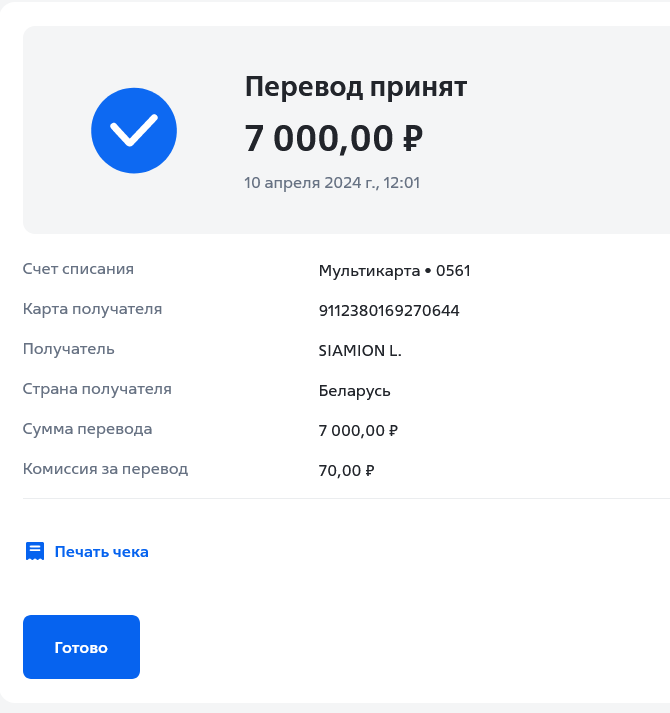 Перевод принят
7 000,00 ₽
10 апреля 2024 г., 12:01
Счет списания Мультикарта • 0561
Карта получателя 9112380169270644
Получатель SIAMION L.
Страна получателя Беларусь
Сумма перевода 7 000,00 ₽
Комиссия за перевод 70,00 ₽
Печать чека
Готово